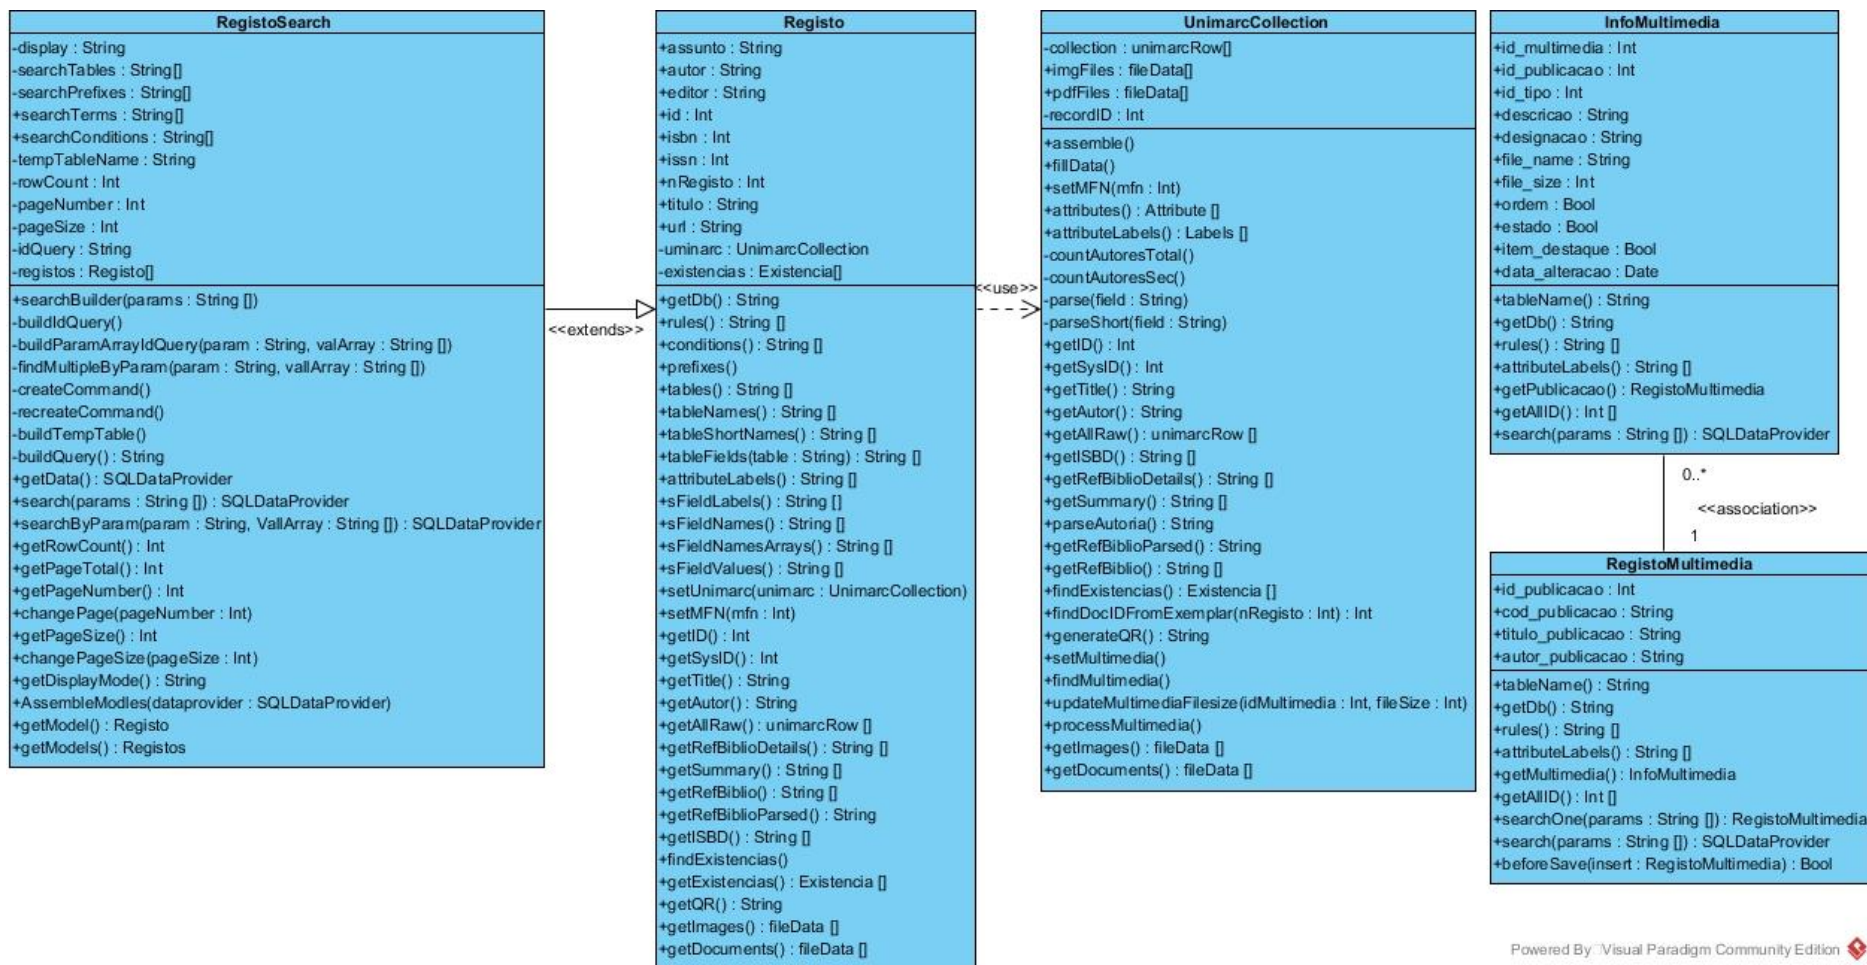 RegistoSearch
-display : String
-searchTables : String[]
-searchPrefixes : String[]
+searchTerms : String[]
+searchConditions : String[]
-tempTableName : String
-rowCount : Int
-pageNumber : Int
-pageSize : Int
-idQuery : String
-registos : Registo[]
+searchBuilder(params : String [])
-buildIdQuery()
-buildParamArrayIdQuery(param : String, valArray : String [])
-findMultipleByParam(param : String, vallArray : String [])
-createCommand()
-recreateCommand()
-buildTempTable()
-buildQuery() : String
+getData() : SQLDataProvider
+search(params : String []) : SQLDataProvider
+searchByParam(param : String, VallArray : String []) : SQLDataProvider
+getRowCount() : Int
+getPageTotal() : Int
+getPageNumber() : Int
+changePage(pageNumber : Int)
+getPageSize() : Int
+changePageSize(pageSize : Int)
+getDisplayMode() : String
+AssembleModles(dataprovider : SQLDataProvider)
+getModel() : Registo
+getModels() : Registos
<<extends>>
Registo
+assunto : String
+autor : String
+editor : String
+id : Int
+isbn : Int
+issn : Int
+nRegisto : Int
+titulo : String
+url : String
-uminarc : UnimarcCollection
-existencias : Existencia[]
+getDb() : String
+rules() : String []
+conditions() : String []
+prefixes()
+tables() : String []
+tableNames() : String []
+tableShortNames() : String []
+tableFields(table : String) : String []
+attributeLabels() : String []
+sFieldLabels() : String []
+sFieldNames() : String []
+sFieldNamesArrays() : String []
+sFieldValues() : String []
+setUnimarc(unimarc : UnimarcCollection)
+setMFN(mfn : Int)
+getID() : Int
+getSysID() : Int
+getTitle() : String
+getAutor() : String
+getAllRaw() : unimarcRow []
+getRefBiblioDetails() : String []
+getSummary() : String []
+getRefBiblio() : String []
+getRefBiblioParsed() : String
+getISBD() : String []
+findExistencias()
+getExistencias() : Existencia []
+getQR() : String
+getImages() : fileData []
+getDocuments() : fileData []
<<use>>
UnimarcCollection
-collection : unimarcRow[]
+imgFiles : fileData[]
+pdfFiles : fileData[]
-recordID : Int
+assemble()
+fillData()
+setMFN(mfn : Int)
+attributes() : Attribute []
+attributeLabels() : Labels []
-countAutoresTotal()
-countAutoresSec()
-parse(field : String)
-parseShort(field : String)
+getID() : Int
+getSysID() : Int
+getTitle() : String
+getAutor() : String
+getAllRaw() : unimarcRow []
+getISBD() : String []
+getRefBiblioDetails() : String []
+getSummary() : String []
+parseAutoria() : String
+getRefBiblioParsed() : String
+getRefBiblio() : String []
+findExistencias() : Existencia []
+findDocIDFromExemplar(nRegisto : Int) : Int
+generateQR() : String
+setMultimedia()
+findMultimedia()
+updateMultimediaFilesize(idMultimedia : Int, fileSize : Int)
+processMultimedia()
+getImages() : fileData []
+getDocuments() : fileData []
InfoMultimedia
+id_multimedia : Int
+id_publicacao : Int
+id_tipo : Int
+descricao : String
+designacao : String
+file_name : String
+file_size : Int
+ordem : Bool
+estado : Bool
+item_destaque : Bool
+data_alteracao : Date
+tableName() : String
+getDb() : String
+rules() : String []
+attributeLabels() : String []
+getPublicacao() : RegistoMultimedia
+getAllID() : Int []
+search(params : String []) : SQLDataProvider
0..*
<<association>>
1
RegistoMultimedia
+id_publicacao : Int
+cod_publicacao : String
+titulo_publicacao : String
+autor_publicacao : String
+tableName() : String
+getDb() : String
+rules() : String []
+attributeLabels() : String []
+getMultimedia() : InfoMultimedia
+getAllID() : Int []
+searchOne(params : String []) : RegistoMultimedia
+search(params : String []) : SQLDataProvider
+beforeSave(insert : RegistoMultimedia) : Bool
Powered By Visual Paradigm Community Edition